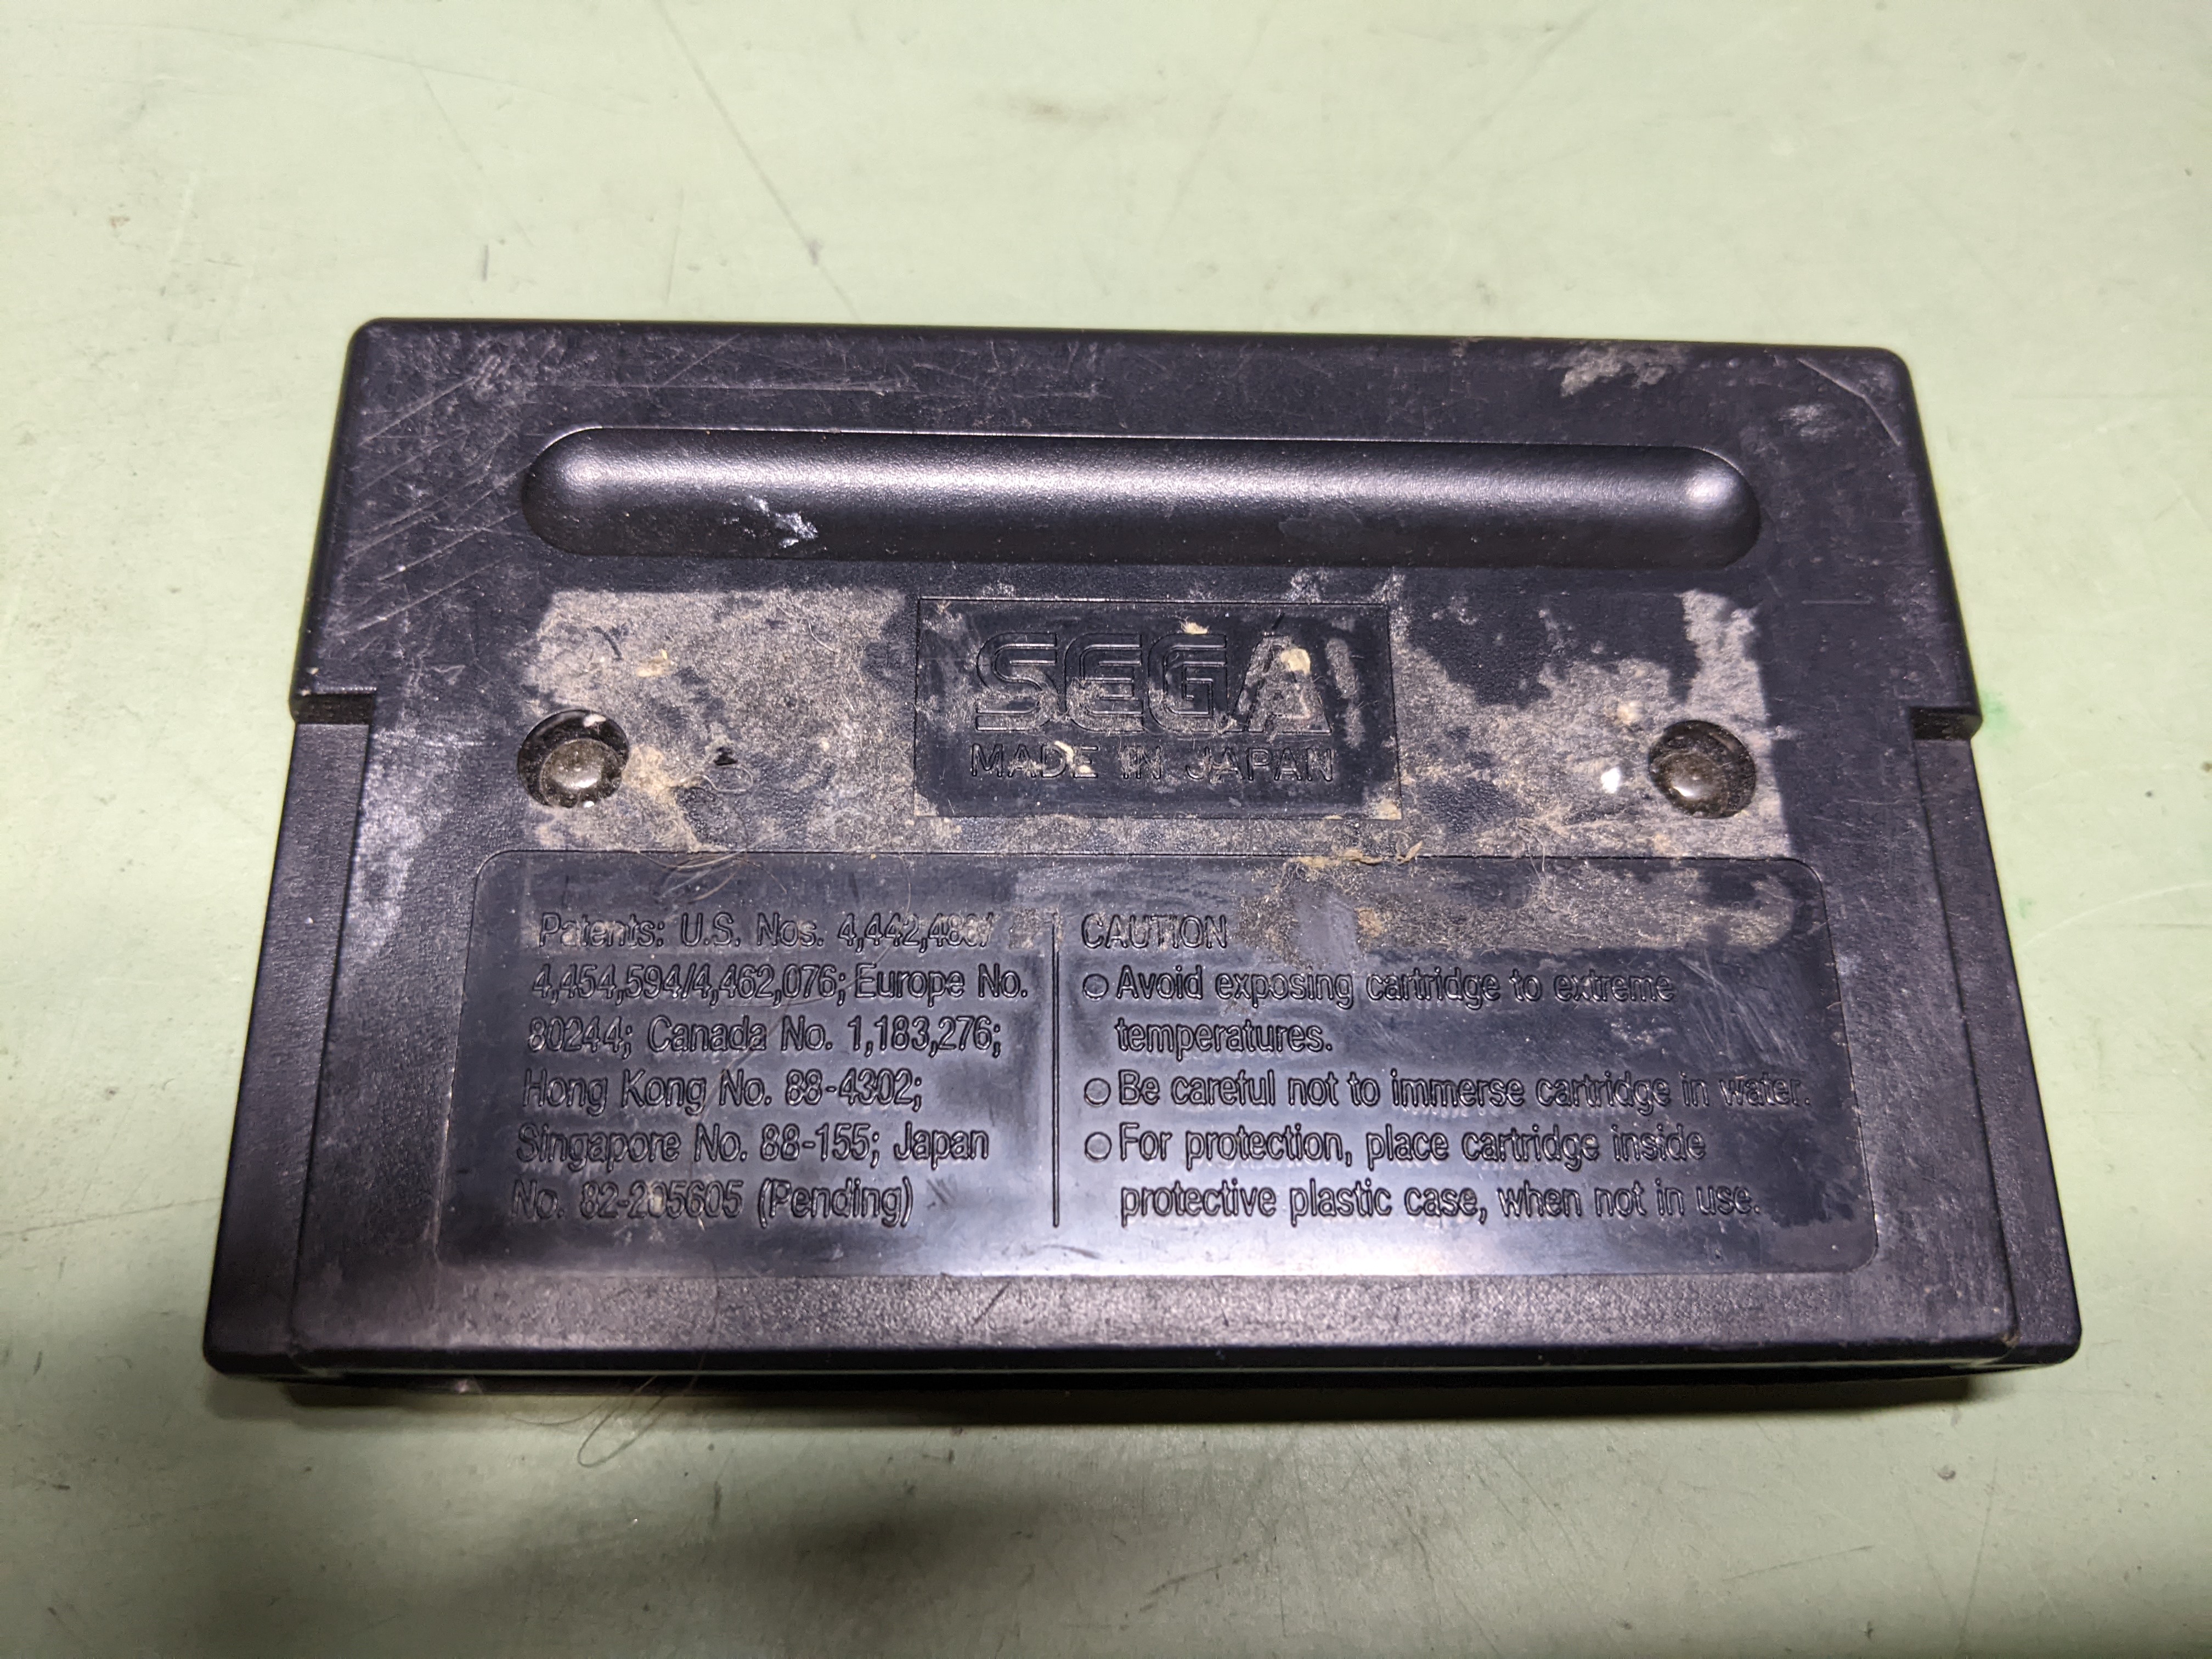 SEGA
MADE IN JAPAN
Patents: U.S. Nos. 4,442,486/
4,454,594/4,462,076; Europe No.
80244; Canada No. 1,183,276;
Hong Kong No. 88-4302;
Singapore No. 88-155; Japan
No. 82-205605 (Pending)
CAUTION
○ Avoid exposing cartridge to extreme
temperatures.
○ Be careful not to immerse cartridge in water.
○ For protection, place cartridge inside
protective plastic case, when not in use.